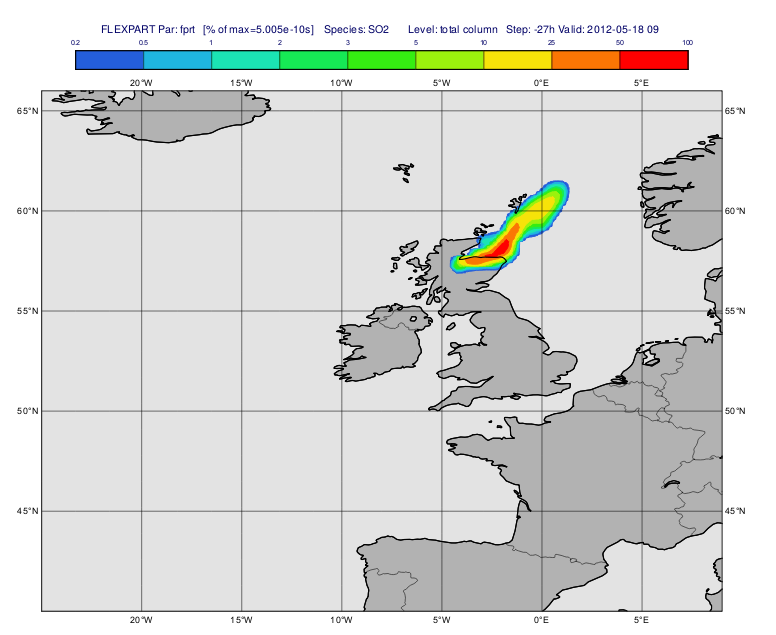 FLEXPART Par: fprt [% of max=5.005e-10s] Species: SO2 Level: total column Step: -27h Valid: 2012-05-18 09
0.2 0.5 1 2 3 5 10 25 50 100
20°W 15°W 10°W 5°W 0°E 5°E
65°N 65°N
60°N 60°N
55°N 55°N
50°N 50°N
45°N 45°N
20°W 15°W 10°W 5°W 0°E 5°E